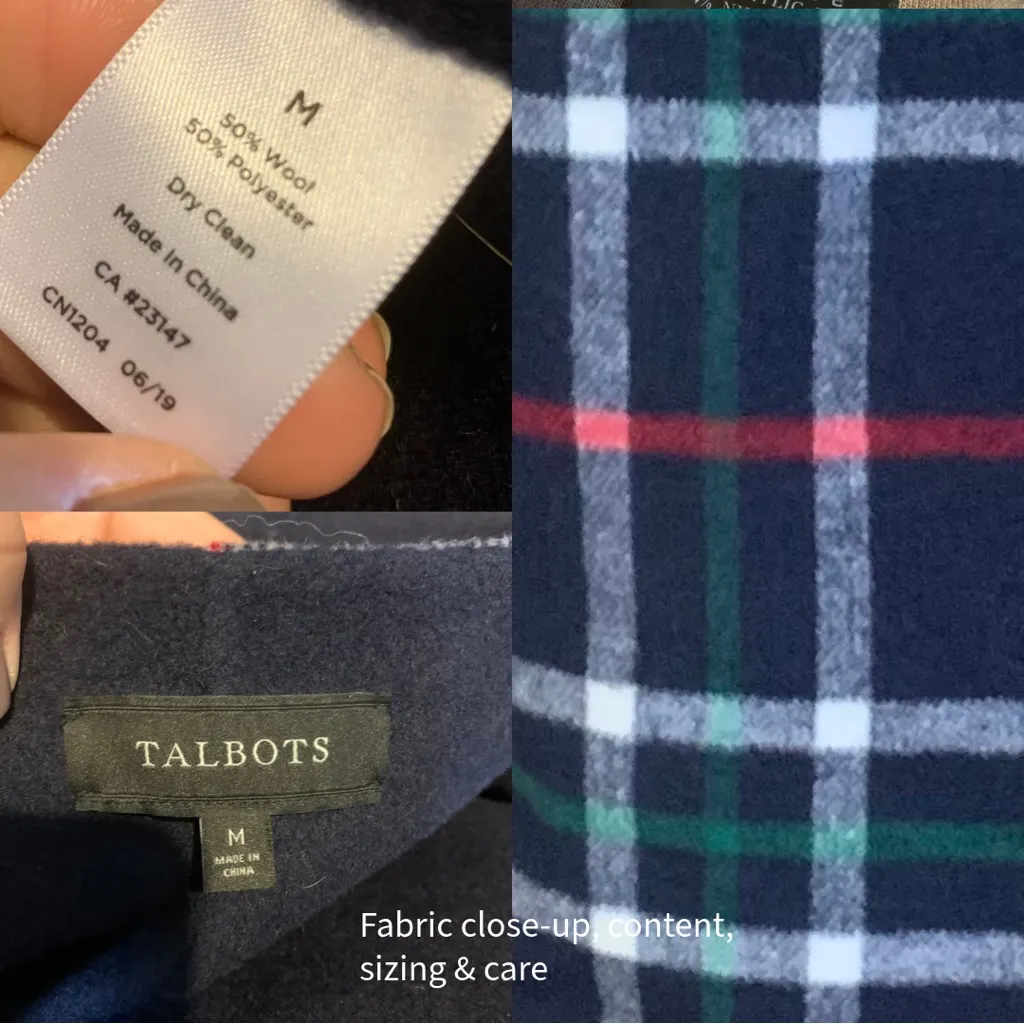 M
50% Wool
50% Polyester
Dry Clean
Made in China
CA #23147
CN1204 06/19
TALBOTS
M
MADE IN
CHINA
Fabric close-up, content,
sizing & care